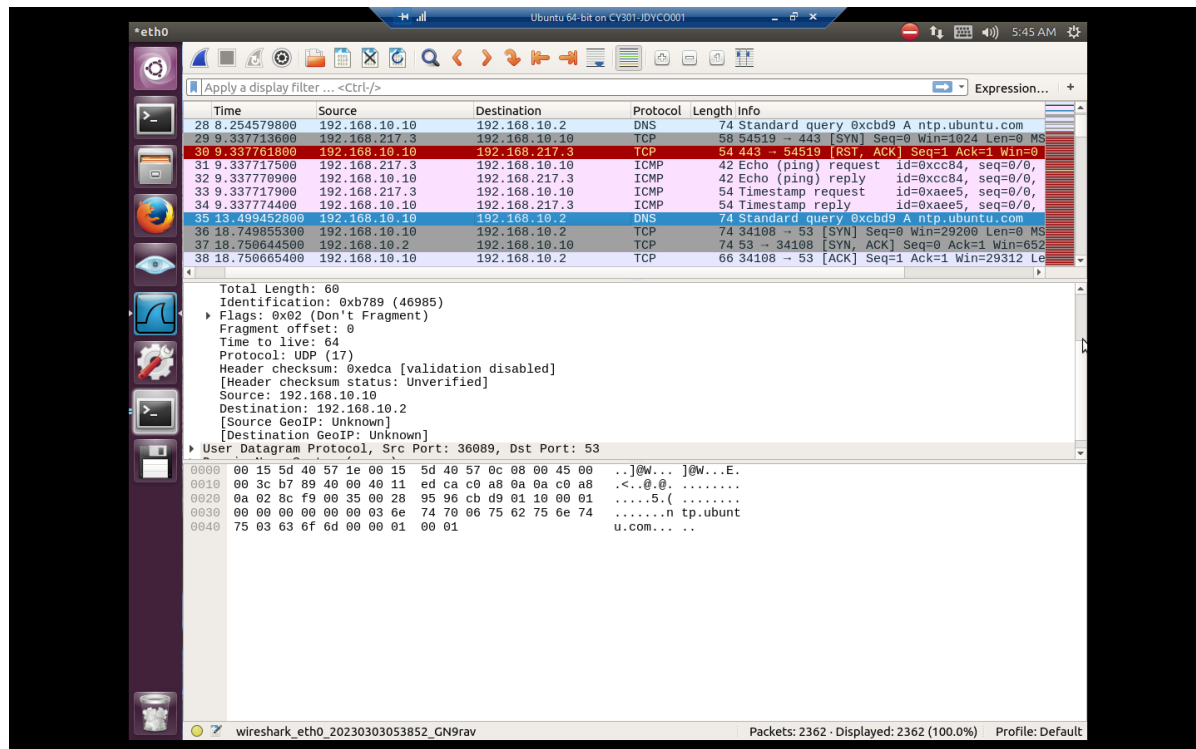 Ubuntu 64-bit on CY301-JDYCO001
*eth0 5:45 AM
Apply a display filter ... <Ctrl-/> Expression... +
Time Source Destination Protocol Length Info
28 8.254579800 192.168.10.10 192.168.10.2 DNS 74 Standard query 0xcbd9 A ntp.ubuntu.com
29 9.337713600 192.168.217.3 192.168.10.10 TCP 58 54519 → 443 [SYN] Seq=0 Win=1024 Len=0 MS
30 9.337761800 192.168.10.10 192.168.217.3 TCP 54 443 → 54519 [RST, ACK] Seq=1 Ack=1 Win=0
31 9.337717500 192.168.217.3 192.168.10.10 ICMP 42 Echo (ping) request id=0xcc84, seq=0/0,
32 9.337770900 192.168.10.10 192.168.217.3 ICMP 42 Echo (ping) reply id=0xcc84, seq=0/0,
33 9.337717900 192.168.217.3 192.168.10.10 ICMP 54 Timestamp request id=0xaee5, seq=0/0,
34 9.337774400 192.168.10.10 192.168.217.3 ICMP 54 Timestamp reply id=0xaee5, seq=0/0,
35 13.499452800 192.168.10.10 192.168.10.2 DNS 74 Standard query 0xcbd9 A ntp.ubuntu.com
36 18.749855300 192.168.10.10 192.168.10.2 TCP 74 34108 → 53 [SYN] Seq=0 Win=29200 Len=0 MS
37 18.750644500 192.168.10.2 192.168.10.10 TCP 74 53 → 34108 [SYN, ACK] Seq=0 Ack=1 Win=652
38 18.750665400 192.168.10.10 192.168.10.2 TCP 66 34108 → 53 [ACK] Seq=1 Ack=1 Win=29312 Le
Total Length: 60
Identification: 0xb789 (46985)
Flags: 0x02 (Don't Fragment)
Fragment offset: 0
Time to live: 64
Protocol: UDP (17)
Header checksum: 0xedca [validation disabled]
[Header checksum status: Unverified]
Source: 192.168.10.10
Destination: 192.168.10.2
[Source GeoIP: Unknown]
[Destination GeoIP: Unknown]
User Datagram Protocol, Src Port: 36089, Dst Port: 53
0000 00 15 5d 40 57 1e 00 15 5d 40 57 0c 08 00 45 00 ..]@W... ]@W...E.
0010 00 3c b7 89 40 00 40 11 ed ca c0 a8 0a 0a c0 a8 .<..@.@. ........
0020 0a 02 8c f9 00 35 00 28 95 96 cb d9 01 10 00 01 .....5.( ........
0030 00 00 00 00 00 00 03 6e 74 70 06 75 62 75 6e 74 .......n tp.ubunt
0040 75 03 63 6f 6d 00 00 01 00 01 u.com... ..
wireshark_eth0_20230303053852_GN9rav Packets: 2362 · Displayed: 2362 (100.0%) Profile: Default